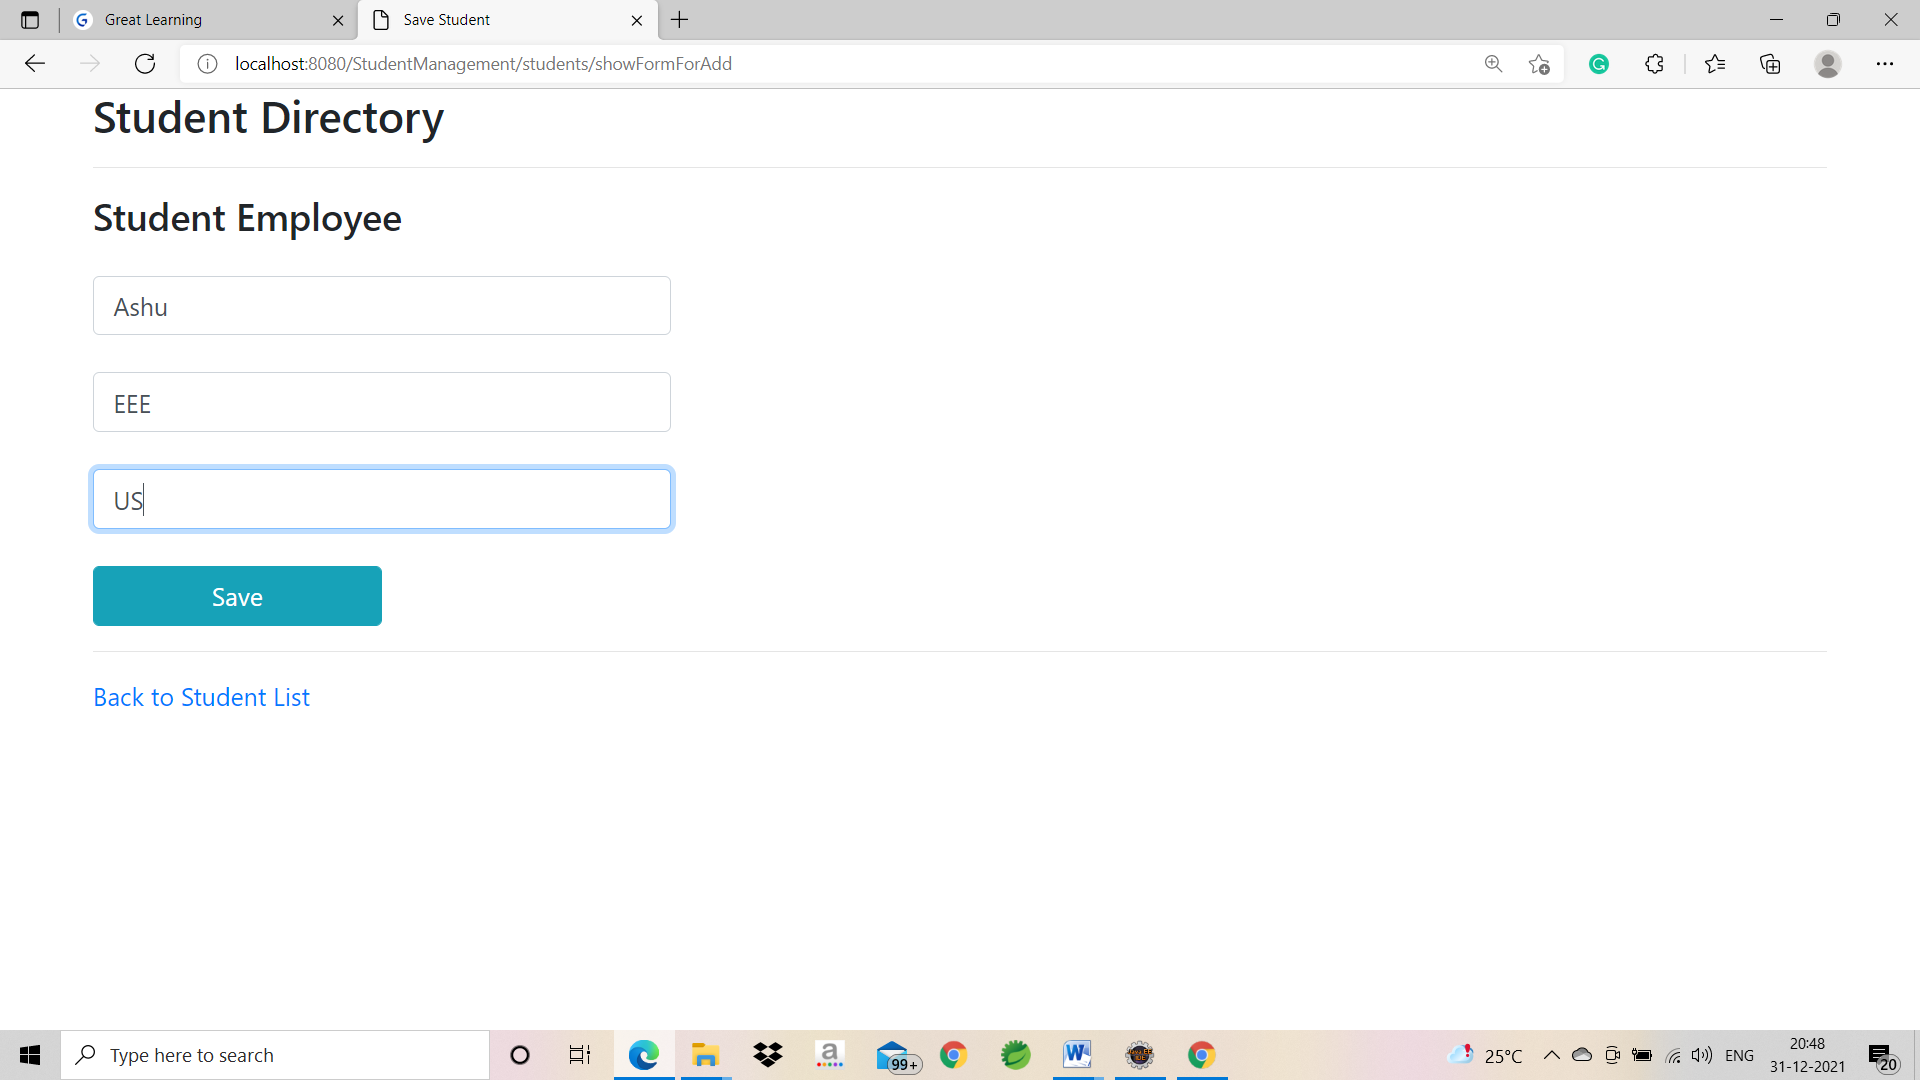 Great Learning
Save Student
localhost:8080/StudentManagement/students/showFormForAdd
Student Directory
Student Employee
Ashu
EEE
US
Save
Back to Student List
Type here to search
99+
25°C
ENG
20:48
31-12-2021
20